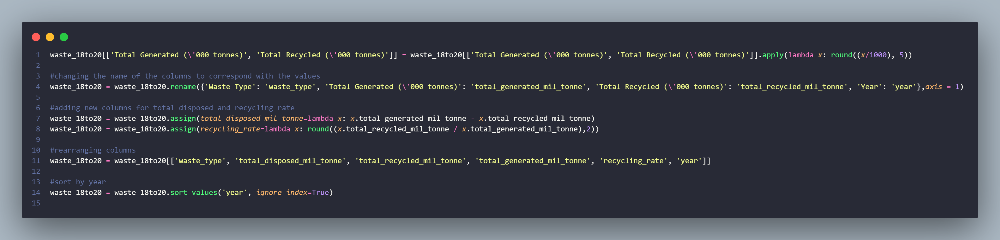 1 waste_18to20[['Total Generated (\'000 tonnes)', 'Total Recycled (\'000 tonnes)']] = waste_18to20[['Total Generated (\'000 tonnes)', 'Total Recycled (\'000 tonnes)']].apply(lambda x: round((x/1000), 5))
2
3 #changing the name of the columns to correspond with the values
4 waste_18to20 = waste_18to20.rename({'Waste Type': 'waste_type', 'Total Generated (\'000 tonnes)': 'total_generated_mil_tonne', 'Total Recycled (\'000 tonnes)': 'total_recycled_mil_tonne', 'Year': 'year'},axis = 1)
5
6 #adding new columns for total disposed and recycling rate
7 waste_18to20 = waste_18to20.assign(total_disposed_mil_tonne=lambda x: x.total_generated_mil_tonne - x.total_recycled_mil_tonne)
8 waste_18to20 = waste_18to20.assign(recycling_rate=lambda x: round((x.total_recycled_mil_tonne / x.total_generated_mil_tonne),2))
9
10 #rearranging columns
11 waste_18to20 = waste_18to20[['waste_type', 'total_disposed_mil_tonne', 'total_recycled_mil_tonne', 'total_generated_mil_tonne', 'recycling_rate', 'year']]
12
13 #sort by year
14 waste_18to20 = waste_18to20.sort_values('year', ignore_index=True)
15